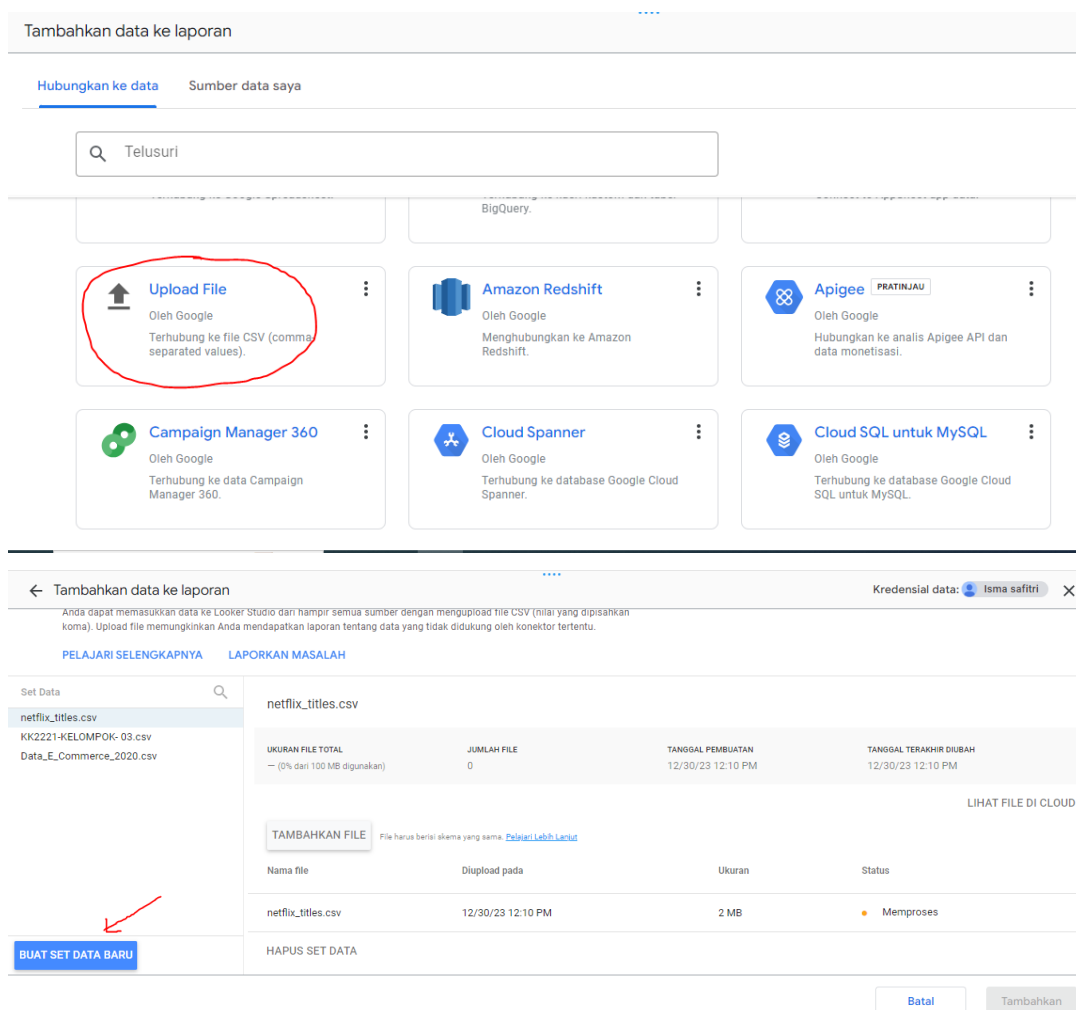 Tambahkan data ke laporan
Hubungkan ke data
Sumber data saya
Telusuri
BigQuery.
Upload File
Oleh Google
Terhubung ke file CSV (comma-
separated values).
Amazon Redshift
Oleh Google
Menghubungkan ke Amazon
Redshift.
Apigee PRATINJAU
Oleh Google
Hubungkan ke analis Apigee API dan
data monetisasi.
Campaign Manager 360
Oleh Google
Terhubung ke data Campaign
Manager 360.
Cloud Spanner
Oleh Google
Terhubung ke database Google Cloud
Spanner.
Cloud SQL untuk MySQL
Oleh Google
Terhubung ke database Google Cloud
SQL untuk MySQL.
Tambahkan data ke laporan
Kredensial data: Isma safitri
Anda dapat memasukkan data ke Looker Studio dari hampir semua sumber dengan mengupload file CSV (nilai yang dipisahkan
koma). Upload file memungkinkan Anda mendapatkan laporan tentang data yang tidak didukung oleh konektor tertentu.
PELAJARI SELENGKAPNYA LAPORKAN MASALAH
Set Data
netflix_titles.csv
KK2221-KELOMPOK- 03.csv
Data_E_Commerce_2020.csv
BUAT SET DATA BARU
netflix_titles.csv
UKURAN FILE TOTAL JUMLAH FILE TANGGAL PEMBUATAN TANGGAL TERAKHIR DIUBAH
— (0% dari 100 MB digunakan) 0 12/30/23 12:10 PM 12/30/23 12:10 PM
LIHAT FILE DI CLOUD
TAMBAHKAN FILE File harus berisi skema yang sama. Pelajari Lebih Lanjut
Nama file Diupload pada Ukuran Status
netflix_titles.csv 12/30/23 12:10 PM 2 MB Memproses
HAPUS SET DATA
Batal Tambahkan